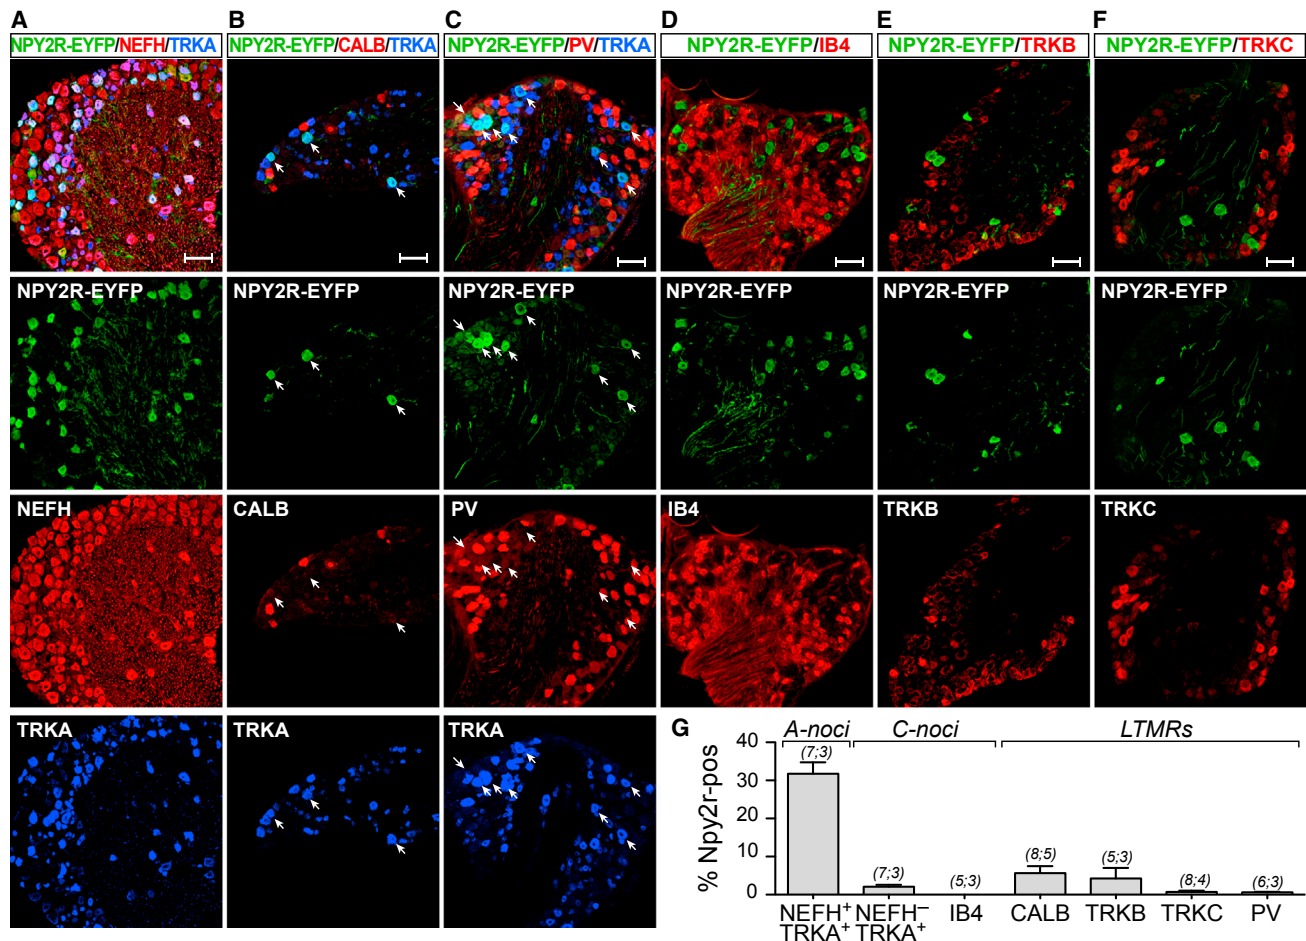 A
B
C
D
E
F
NPY2R-EYFP/NEFH/TRKA
NPY2R-EYFP/CALB/TRKA
NPY2R-EYFP/PV/TRKA
NPY2R-EYFP/IB4
NPY2R-EYFP/TRKB
NPY2R-EYFP/TRKC
NPY2R-EYFP
NPY2R-EYFP
NPY2R-EYFP
NPY2R-EYFP
NPY2R-EYFP
NPY2R-EYFP
NEFH
CALB
PV
IB4
TRKB
TRKC
TRKA
TRKA
TRKA
G
A-noci
C-noci
LTMRs
% Npy2r-pos
40
30
20
10
0
(7;3)
(7;3)
(5;3)
(8;5)
(5;3)
(8;4)
(6;3)
NEFH+
TRKA+
NEFH−
TRKA+
IB4
CALB
TRKB
TRKC
PV